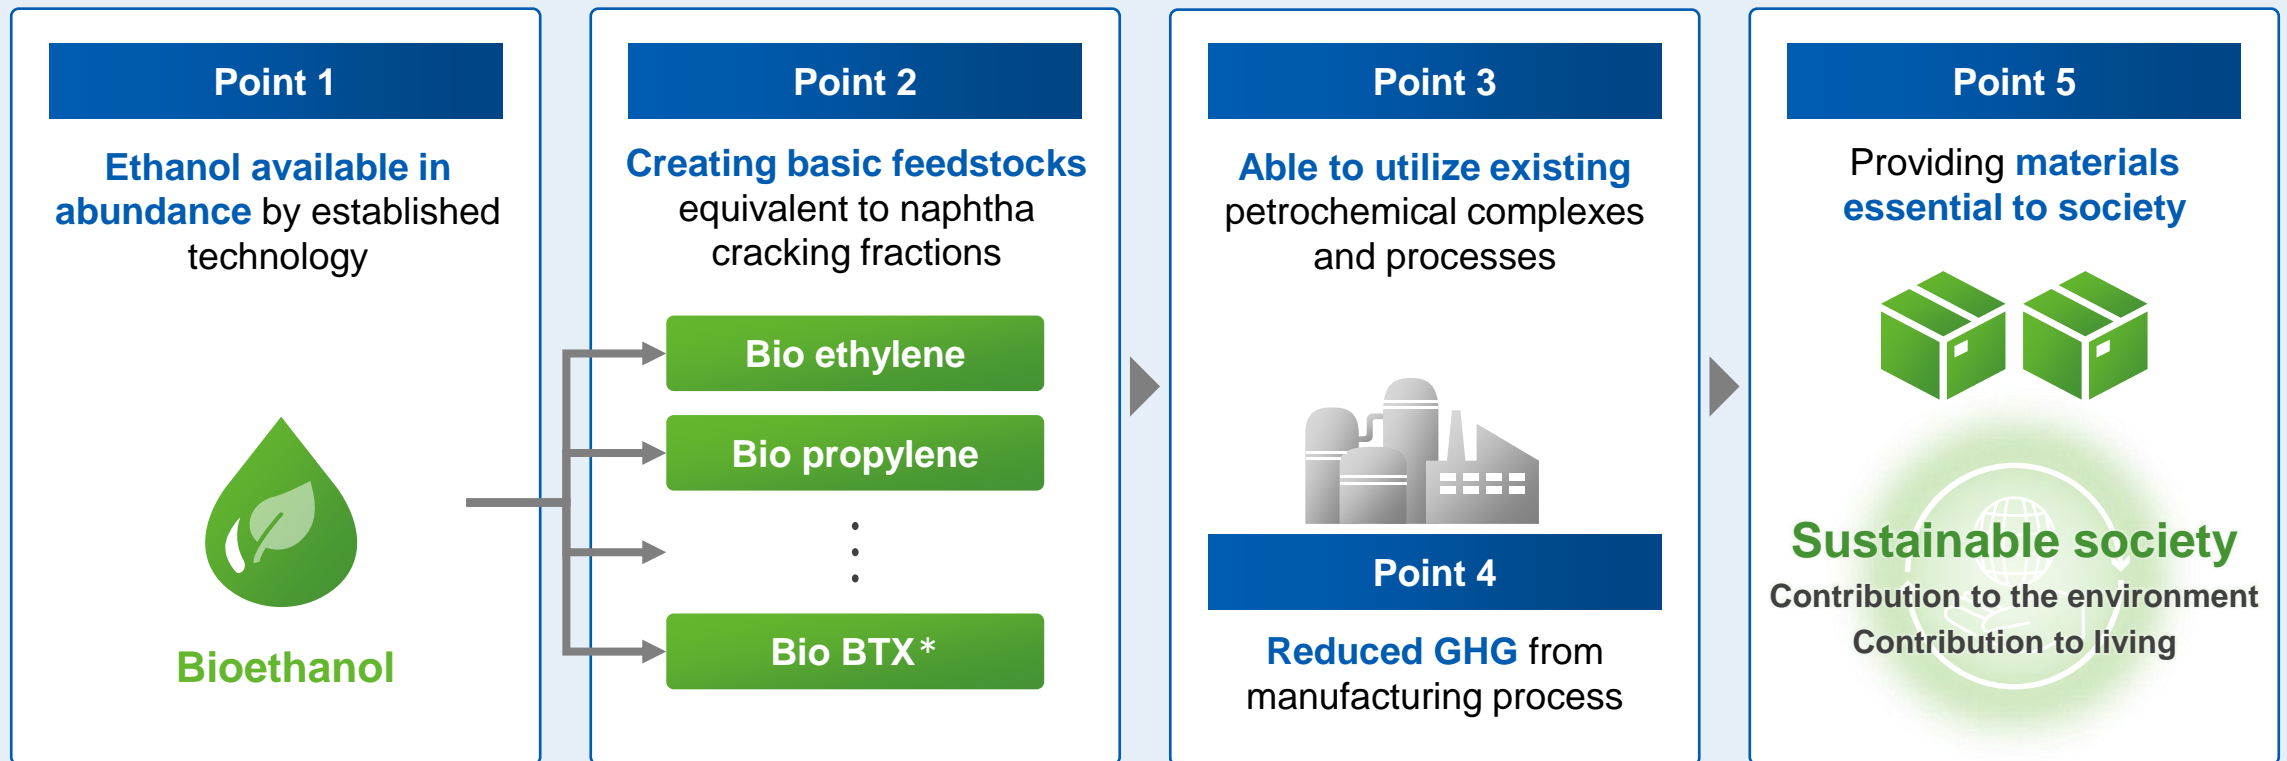 Point 1
Ethanol available in
abundance by established
technology
Bioethanol
Point 2
Creating basic feedstocks
equivalent to naphtha
cracking fractions
Bio ethylene
Bio propylene
Bio BTX*
Point 3
Able to utilize existing
petrochemical complexes
and processes
Point 4
Reduced GHG from
manufacturing process
Point 5
Providing materials
essential to society
Sustainable society
Contribution to the environment
Contribution to living